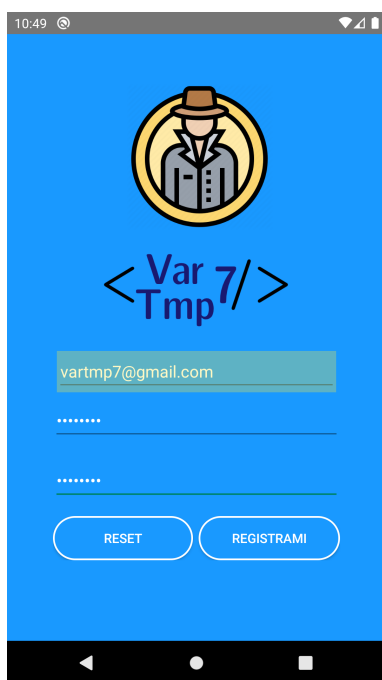 10:49
<Var
Tmp7/>
vartmp7@gmail.com
••••••••
••••••••
RESET
REGISTRAMI